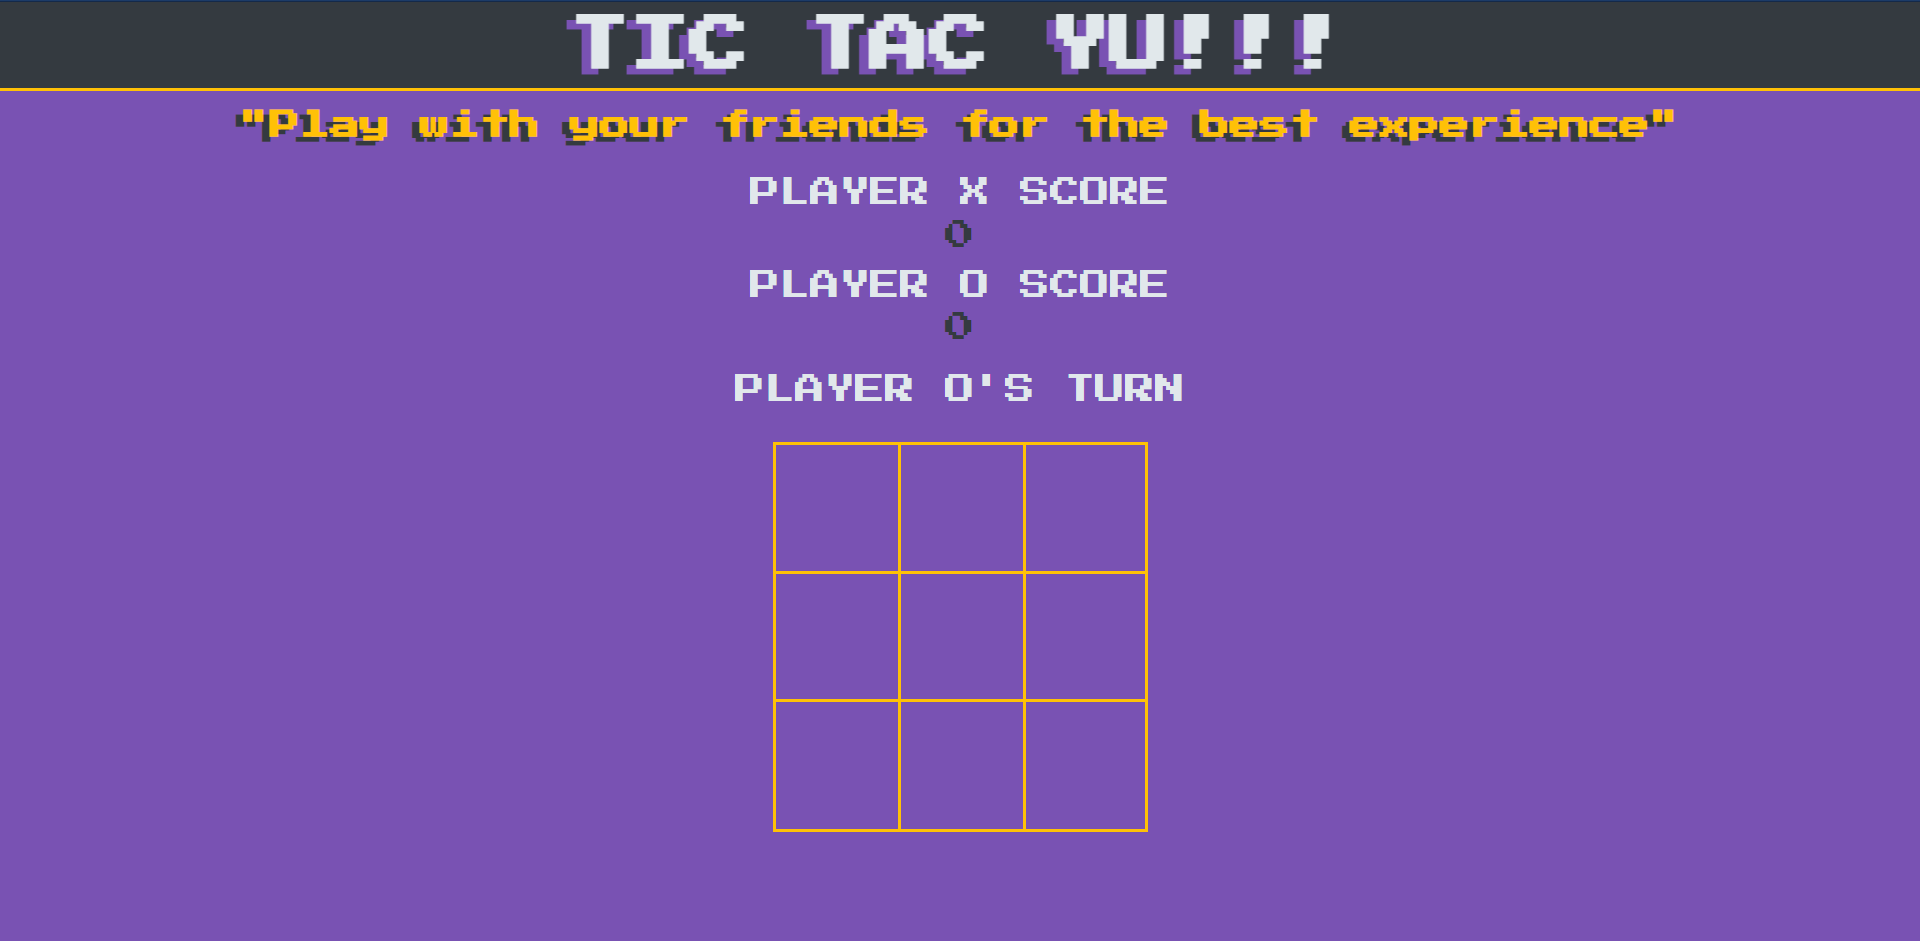 TIC TAC YU!!!
"Play with your friends for the best experience"
PLAYER X SCORE
0
PLAYER O SCORE
0
PLAYER O'S TURN